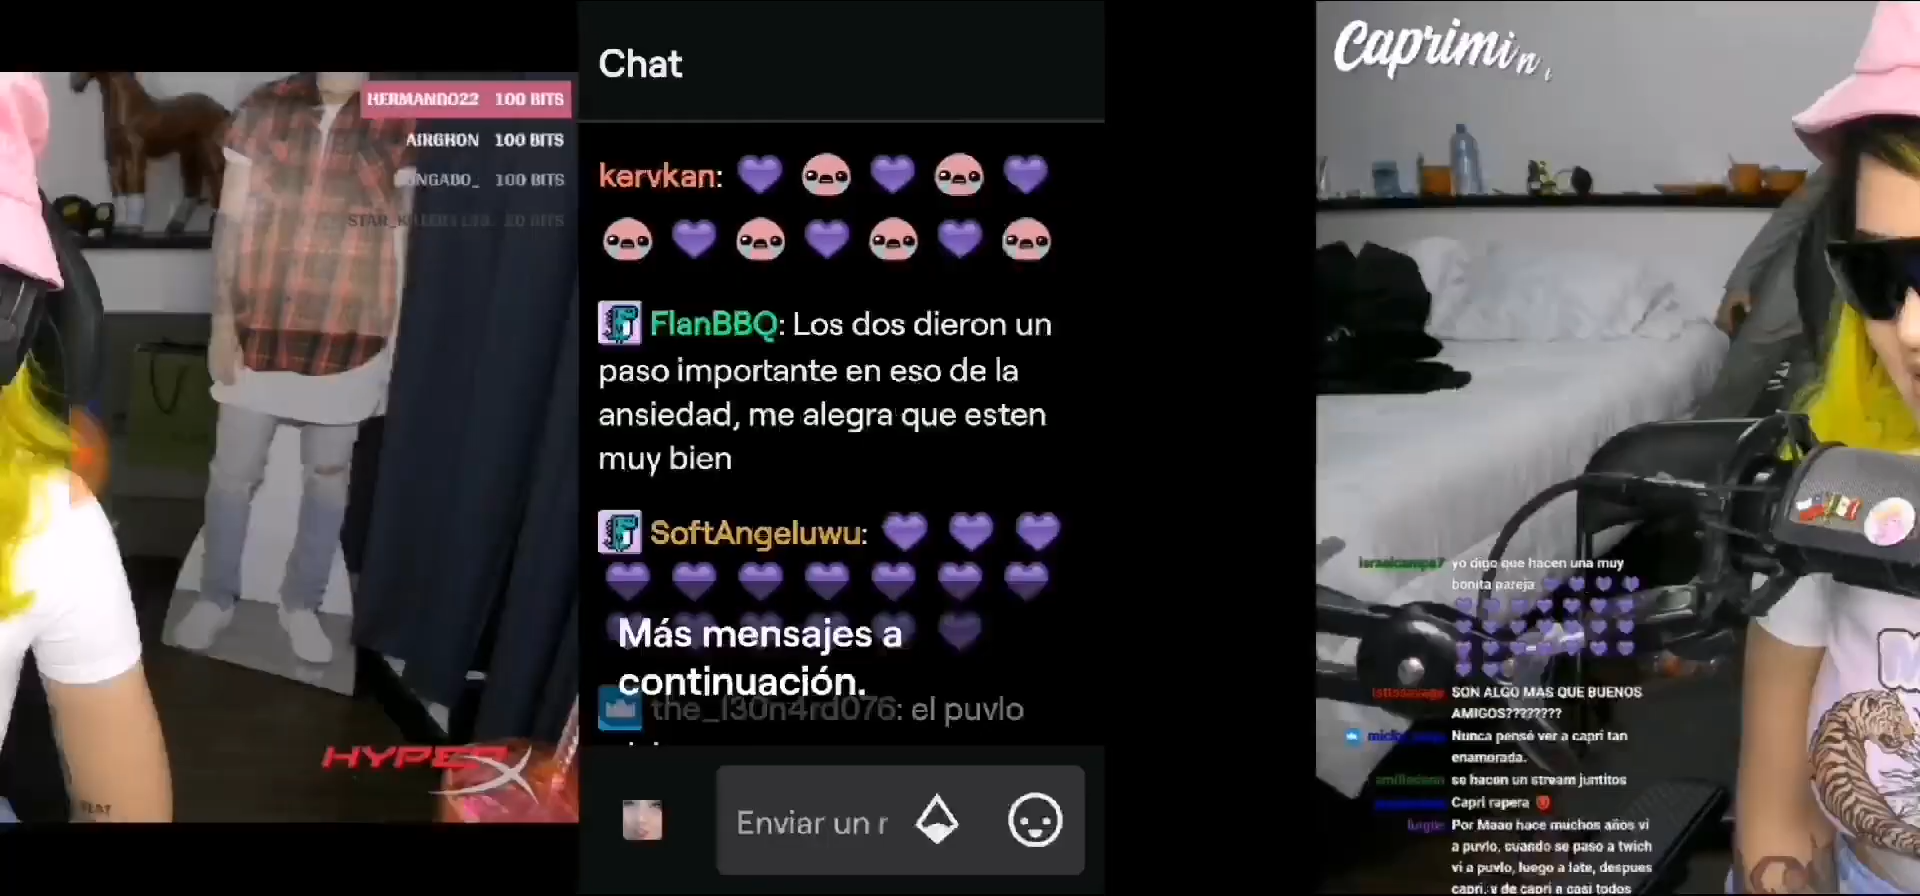 HERMANDO22 100 BITS
AIRGHON 100 BITS
100 BITS
HYPERX
Chat
kervkan:
FlanBBQ: Los dos dieron un
paso importante en eso de la
ansiedad, me alegra que esten
muy bien
SoftAngeluwu:
Más mensajes a
continuación.
the_l30n4rd076: el puvlo
Enviar un r
Caprimin
yo digo que hacen una muy
bonita pareja
SON ALGO MAS QUE BUENOS
AMIGOS????????
Nunca pensé ver a capri tan
enamorada.
se hacen un stream juntitos
Capri rapera
Por Maau hace muchos años vi
a puvlo, cuando se paso a twich
vi a puvlo, luego a late, despues
capri, y de capri a casi todos